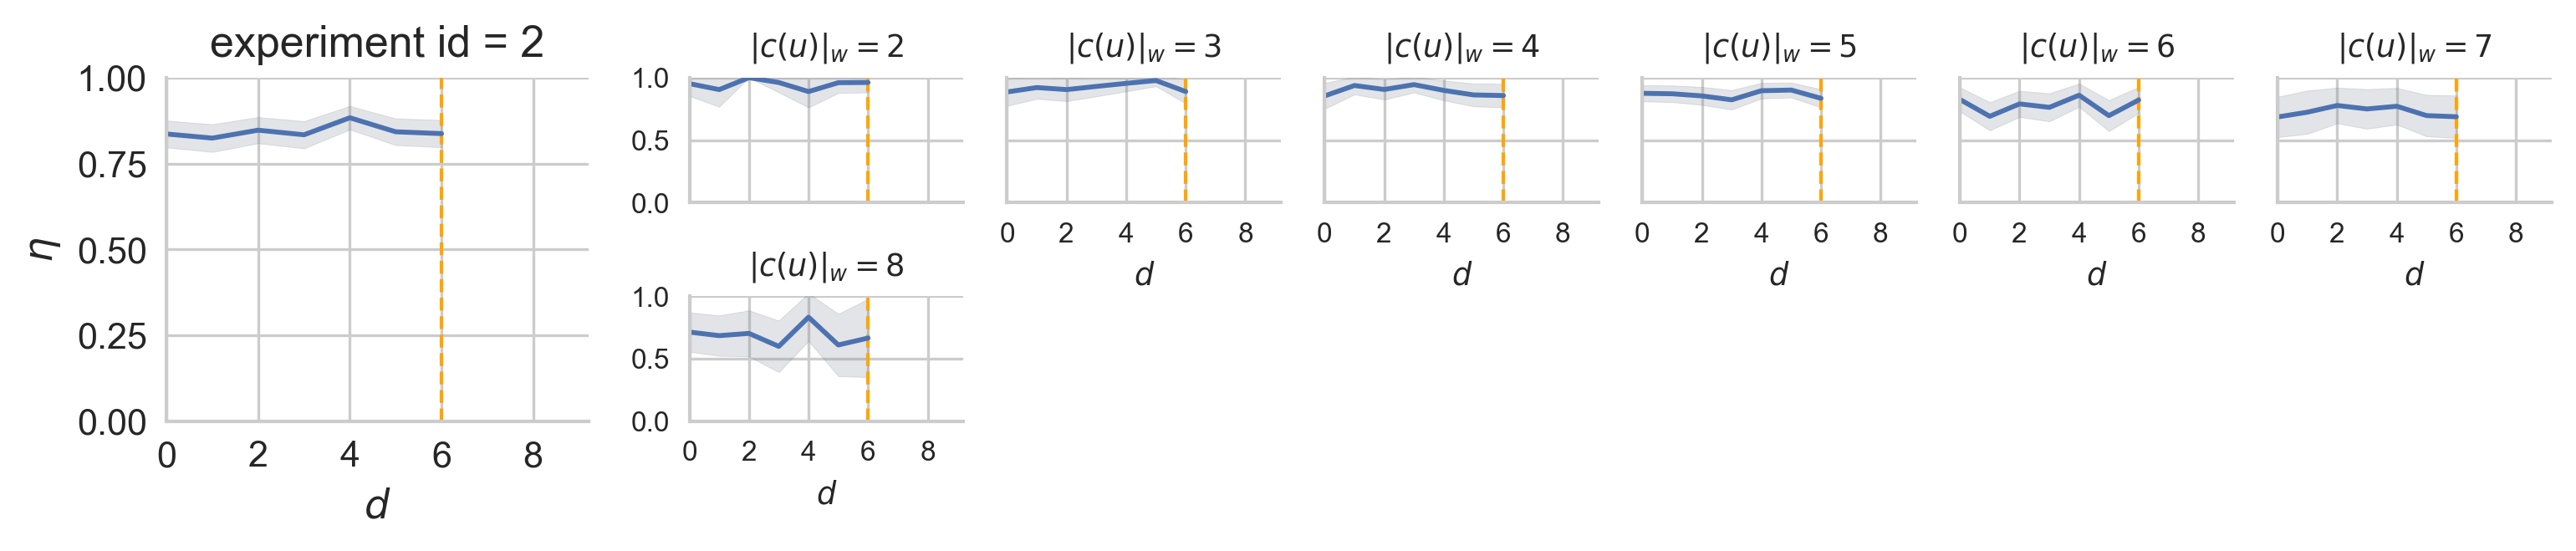 experiment id = 2
1.00
0.75
0.50
0.25
0.00
η
0 2 4 6 8
d
|c(u)|w = 2
1.0
0.5
0.0
|c(u)|w = 3
0 2 4 6 8
d
|c(u)|w = 4
0 2 4 6 8
d
|c(u)|w = 5
0 2 4 6 8
d
|c(u)|w = 6
0 2 4 6 8
d
|c(u)|w = 7
0 2 4 6 8
d
|c(u)|w = 8
1.0
0.5
0.0
0 2 4 6 8
d